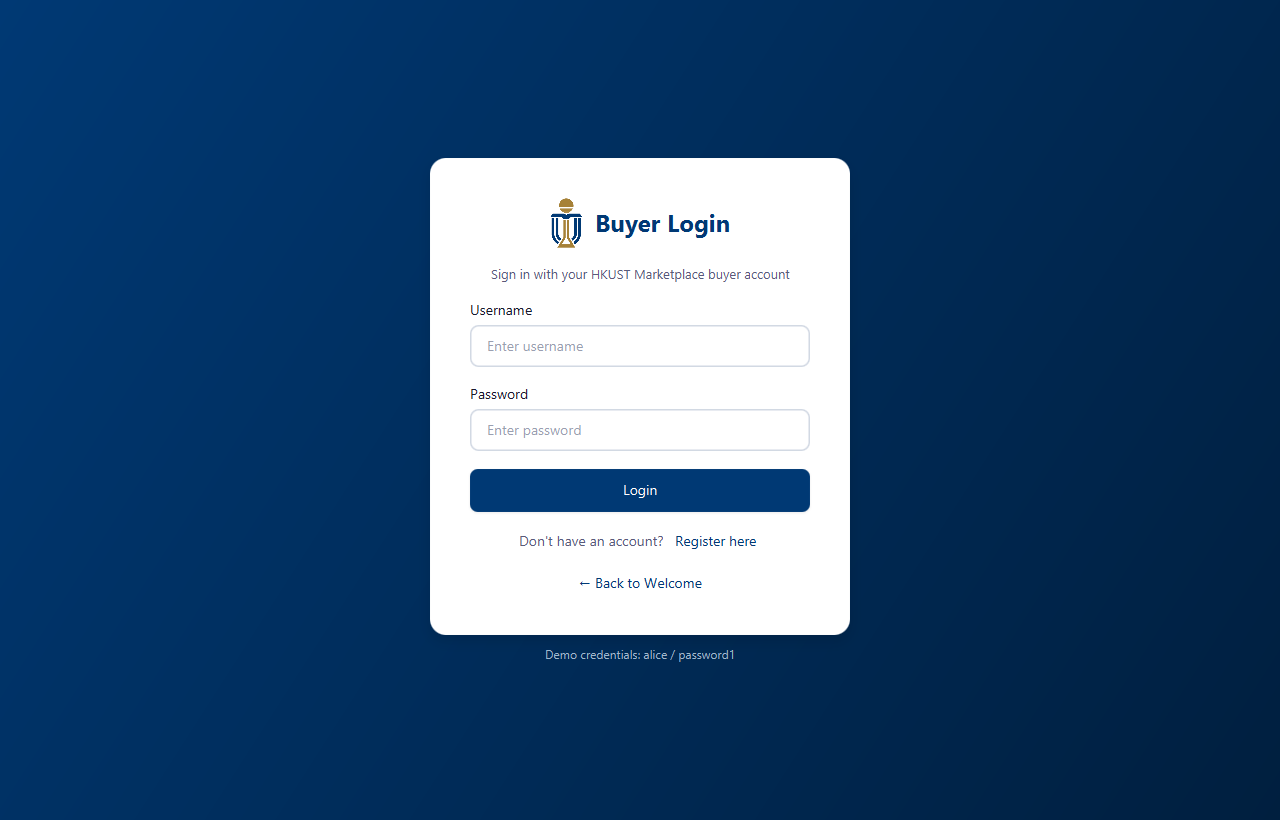 Buyer Login
Sign in with your HKUST Marketplace buyer account
Username
Enter username
Password
Enter password
Login
Don't have an account? Register here
← Back to Welcome
Demo credentials: alice / password1